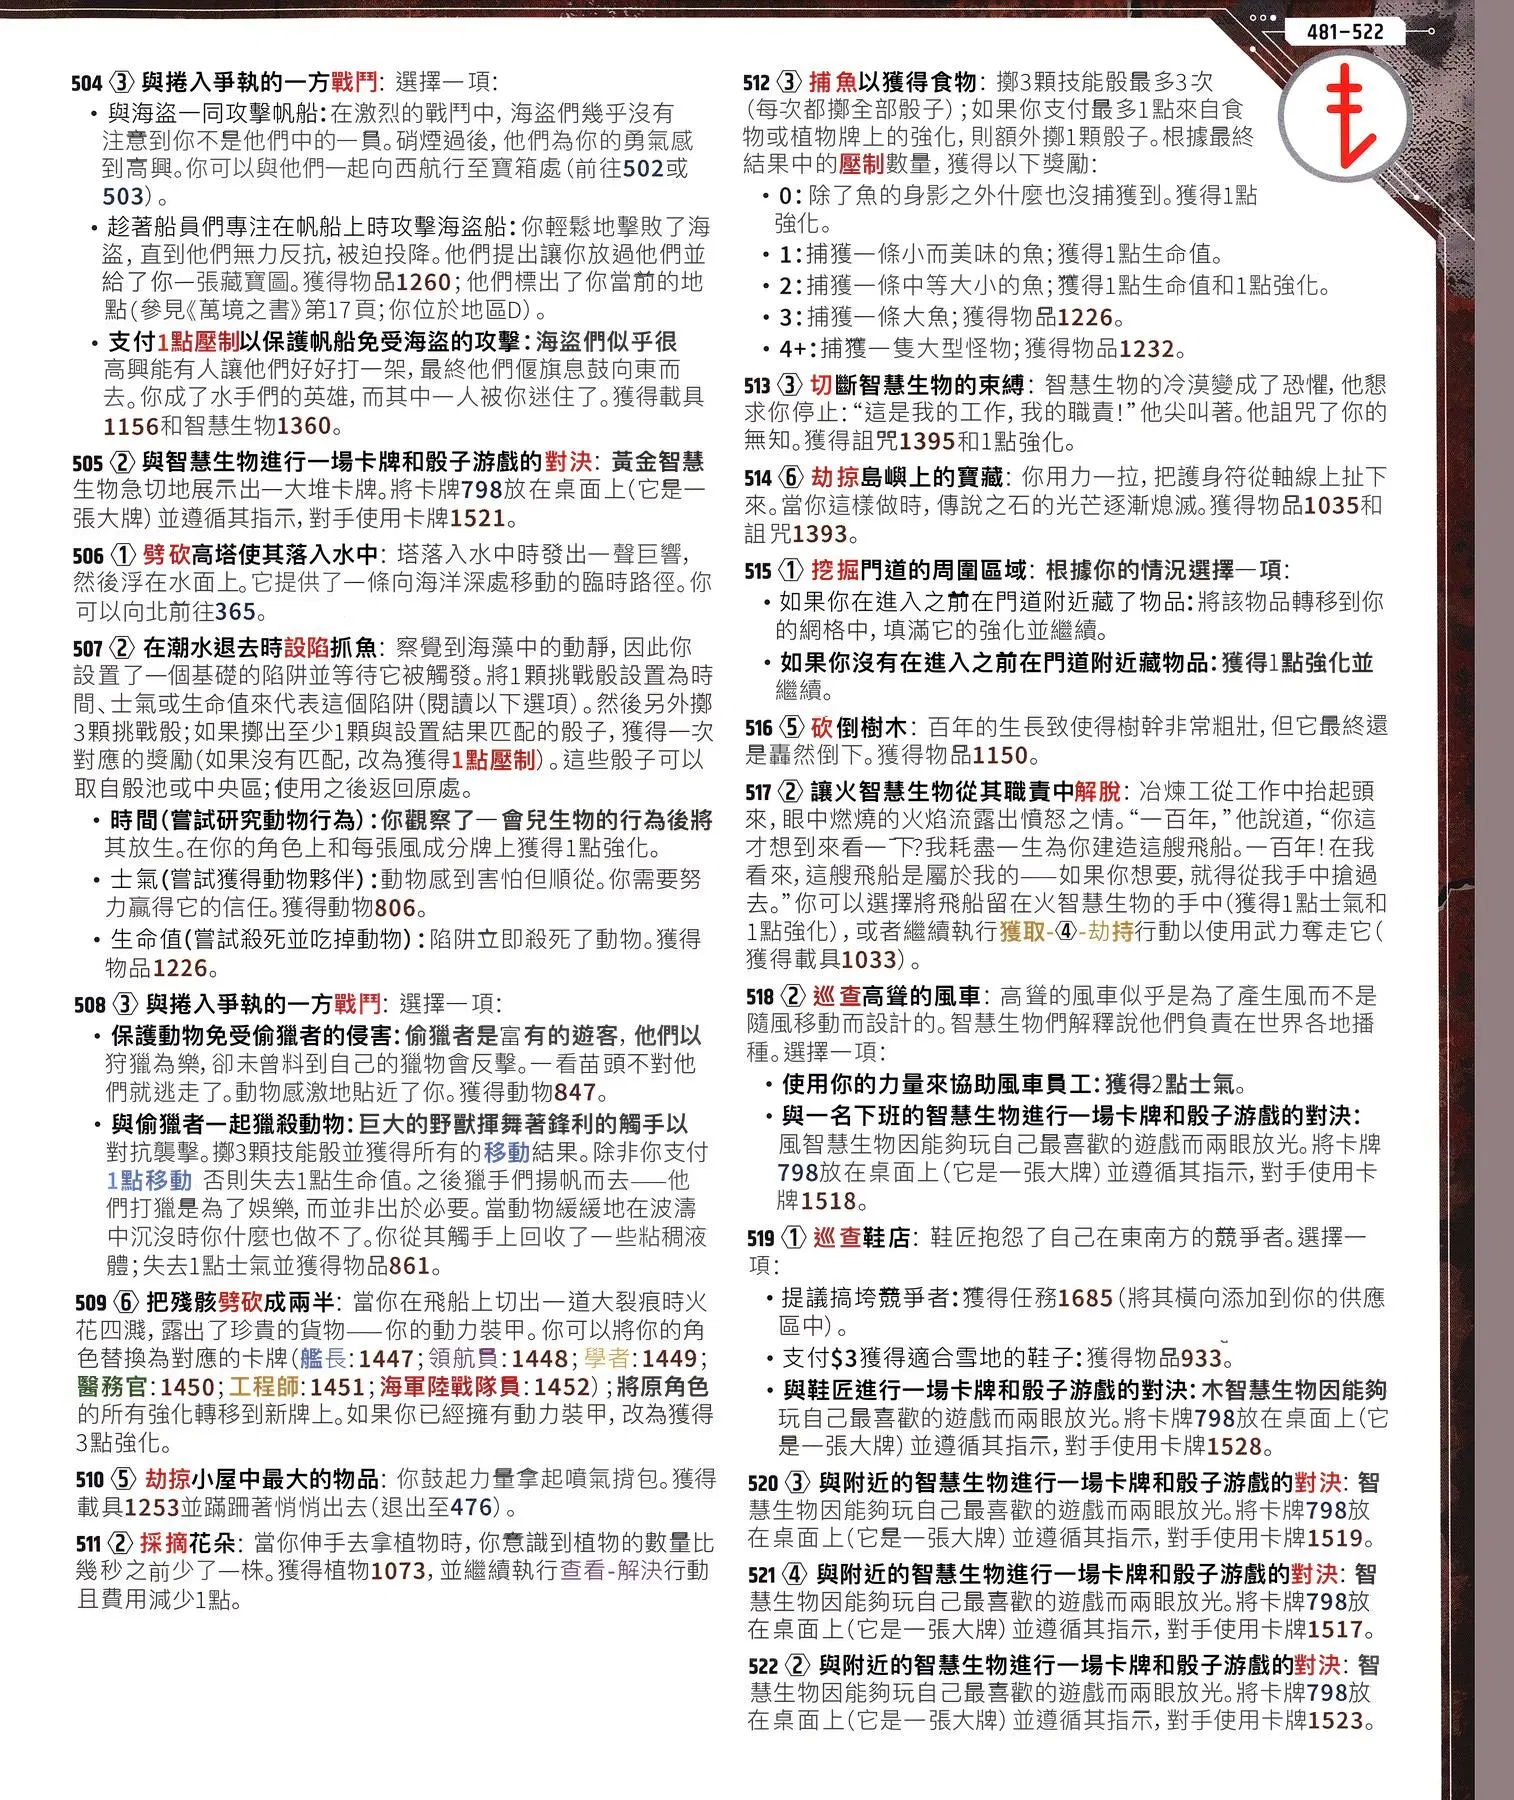 481–522
504 ③ 與捲入爭執的一方戰鬥：選擇一項：
• 與海盜一同攻擊帆船：在激烈的戰鬥中，海盜們幾乎沒有
注意到你不是他們中的一員。硝煙過後，他們為你的勇氣感
到高興。你可以與他們一起向西航行至寶箱處（前往502或
503）。
• 趁著船員們專注在帆船上時攻擊海盜船：你輕鬆地擊敗了海
盜，直到他們無力反抗，被迫投降。他們提出讓你放過他們並
給了你一張藏寶圖。獲得物品1260；他們標出了你當前的地
點（參見《萬境之書》第17頁；你位於地區D）。
• 支付1點壓制以保護帆船免受海盜的攻擊：海盜們似乎很
高興能有人讓他們好好打一架，最終他們偃旗息鼓向東而
去。你成了水手們的英雄，而其中一人被你迷住了。獲得載具
1156和智慧生物1360。
505 ② 與智慧生物進行一場卡牌和骰子游戲的對決：黃金智慧
生物急切地展示出一大堆卡牌。將卡牌798放在桌面上（它是一
張大牌）並遵循其指示，對手使用卡牌1521。
506 ① 劈砍高塔使其落入水中：塔落入水中時發出一聲巨響，
然後浮在水面上。它提供了一條向海洋深處移動的臨時路徑。你
可以向北前往365。
507 ② 在潮水退去時設陷抓魚：察覺到海藻中的動靜，因此你
設置了一個基礎的陷阱並等待它被觸發。將1顆挑戰骰設置為時
間、士氣或生命值來代表這個陷阱（閱讀以下選項）。然後另外擲
3顆挑戰骰；如果擲出至少1顆與設置結果匹配的骰子，獲得一次
對應的獎勵（如果沒有匹配，改為獲得1點壓制）。這些骰子可以
取自骰池或中央區；使用之後返回原處。
• 時間（嘗試研究動物行為）：你觀察了一會兒生物的行為後將
其放生。在你的角色上和每張風成分牌上獲得1點強化。
• 士氣（嘗試獲得動物夥伴）：動物感到害怕但順從。你需要努
力贏得它的信任。獲得動物806。
• 生命值（嘗試殺死並吃掉動物）：陷阱立即殺死了動物。獲得
物品1226。
508 ③ 與捲入爭執的一方戰鬥：選擇一項：
• 保護動物免受偷獵者的侵害：偷獵者是富有的遊客，他們以
狩獵為樂，卻未曾料到自己的獵物會反擊。一看苗頭不對他
們就逃走了。動物感激地貼近了你。獲得動物847。
• 與偷獵者一起獵殺動物：巨大的野獸揮舞著鋒利的觸手以
對抗襲擊。擲3顆技能骰並獲得所有的移動結果。除非你支付
1點移動 否則失去1點生命值。之後獵手們揚帆而去——他
們打獵是為了娛樂，而並非出於必要。當動物緩緩地在波濤
中沉沒時你什麼也做不了。你從其觸手上回收了一些粘稠液
體；失去1點士氣並獲得物品861。
509 ⑥ 把殘骸劈砍成兩半：當你在飛船上切出一道大裂痕時火
花四濺，露出了珍貴的貨物——你的動力裝甲。你可以將你的角
色替換為對應的卡牌（艦長：1447；領航員：1448；學者：1449；
醫務官：1450；工程師：1451；海軍陸戰隊員：1452）；將原角色
的所有強化轉移到新牌上。如果你已經擁有動力裝甲，改為獲得
3點強化。
510 ⑤ 劫掠小屋中最大的物品：你鼓起力量拿起噴氣揹包。獲得
載具1253並蹣跚著悄悄出去（退出至476）。
511 ② 採摘花朵：當你伸手去拿植物時，你意識到植物的數量比
幾秒之前少了一株。獲得植物1073，並繼續執行查看-解決行動
且費用減少1點。
512 ③ 捕魚以獲得食物：擲3顆技能骰最多3次
（每次都擲全部骰子）；如果你支付最多1點來自食
物或植物牌上的強化，則額外擲1顆骰子。根據最終
結果中的壓制數量，獲得以下獎勵：
• 0：除了魚的身影之外什麼也沒捕獲到。獲得1點
強化。
• 1：捕獲一條小而美味的魚；獲得1點生命值。
• 2：捕獲一條中等大小的魚；獲得1點生命值和1點強化。
• 3：捕獲一條大魚；獲得物品1226。
• 4+：捕獲一隻大型怪物；獲得物品1232。
513 ③ 切斷智慧生物的束縛：智慧生物的冷漠變成了恐懼，他懇
求你停止：“這是我的工作，我的職責！”他尖叫著。他詛咒了你的
無知。獲得詛咒1395和1點強化。
514 ⑥ 劫掠島嶼上的寶藏：你用力一拉，把護身符從軸線上扯下
來。當你這樣做時，傳說之石的光芒逐漸熄滅。獲得物品1035和
詛咒1393。
515 ① 挖掘門道的周圍區域：根據你的情況選擇一項：
• 如果你在進入之前在門道附近藏了物品：將該物品轉移到你
的網格中，填滿它的強化並繼續。
• 如果你沒有在進入之前在門道附近藏物品：獲得1點強化並
繼續。
516 ⑤ 砍倒樹木：百年的生長致使得樹幹非常粗壯，但它最終還
是轟然倒下。獲得物品1150。
517 ② 讓火智慧生物從其職責中解脫：冶煉工從工作中抬起頭
來，眼中燃燒的火焰流露出憤怒之情。“一百年，”他說道，“你這
才想到來看一下？我耗盡一生為你建造這艘飛船。一百年！在我
看來，這艘飛船是屬於我的——如果你想要，就得從我手中搶過
去。”你可以選擇將飛船留在火智慧生物的手中（獲得1點士氣和
1點強化），或者繼續執行獲取-④-劫持行動以使用武力奪走它（
獲得載具1033）。
518 ② 巡查高聳的風車：高聳的風車似乎是為了產生風而不是
隨風移動而設計的。智慧生物們解釋說他們負責在世界各地播
種。選擇一項：
• 使用你的力量來協助風車員工：獲得2點士氣。
• 與一名下班的智慧生物進行一場卡牌和骰子游戲的對決：
風智慧生物因能夠玩自己最喜歡的遊戲而兩眼放光。將卡牌
798放在桌面上（它是一張大牌）並遵循其指示，對手使用卡
牌1518。
519 ① 巡查鞋店：鞋匠抱怨了自己在東南方的競爭者。選擇一
項：
• 提議搞垮競爭者：獲得任務1685（將其橫向添加到你的供應
區中）。
• 支付$3獲得適合雪地的鞋子：獲得物品933。
• 與鞋匠進行一場卡牌和骰子游戲的對決：木智慧生物因能夠
玩自己最喜歡的遊戲而兩眼放光。將卡牌798放在桌面上（它
是一張大牌）並遵循其指示，對手使用卡牌1528。
520 ③ 與附近的智慧生物進行一場卡牌和骰子游戲的對決：智
慧生物因能夠玩自己最喜歡的遊戲而兩眼放光。將卡牌798放
在桌面上（它是一張大牌）並遵循其指示，對手使用卡牌1519。
521 ④ 與附近的智慧生物進行一場卡牌和骰子游戲的對決：智
慧生物因能夠玩自己最喜歡的遊戲而兩眼放光。將卡牌798放
在桌面上（它是一張大牌）並遵循其指示，對手使用卡牌1517。
522 ② 與附近的智慧生物進行一場卡牌和骰子游戲的對決：智
慧生物因能夠玩自己最喜歡的遊戲而兩眼放光。將卡牌798放
在桌面上（它是一張大牌）並遵循其指示，對手使用卡牌1523。